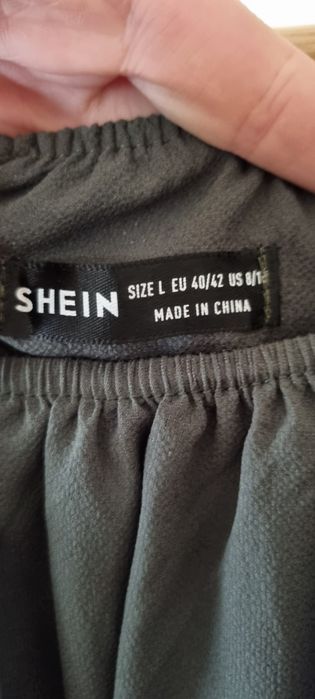 SHEIN
SIZE L EU 40/42 US 8/1
MADE IN CHINA